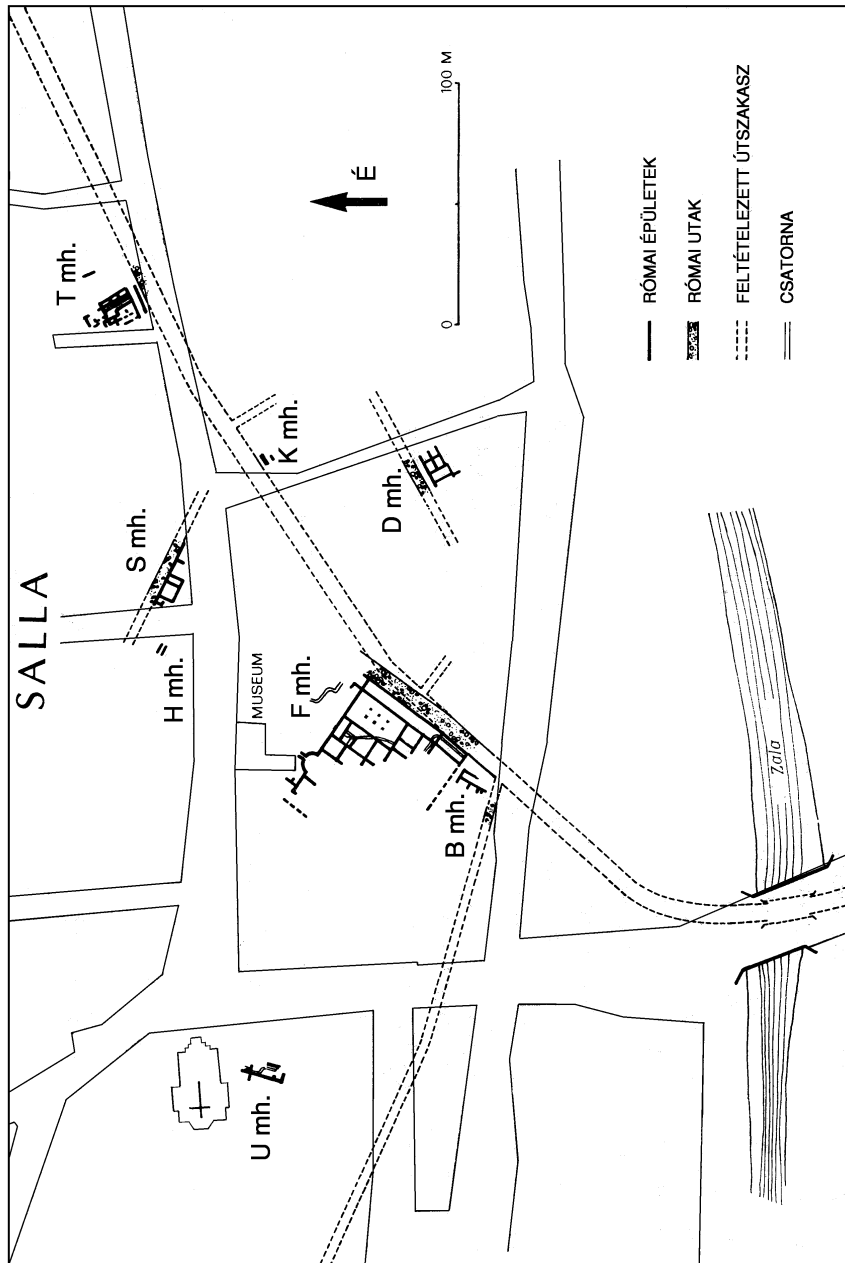 SALLA
T mh.
S mh.
H mh.
K mh.
D mh.
MUSEUM
F mh.
B mh.
U mh.
É
0
100 M
RÓMAI ÉPÜLETEK
RÓMAI UTAK
FELTÉTELEZETT ÚTSZAKASZ
CSATORNA
Zala